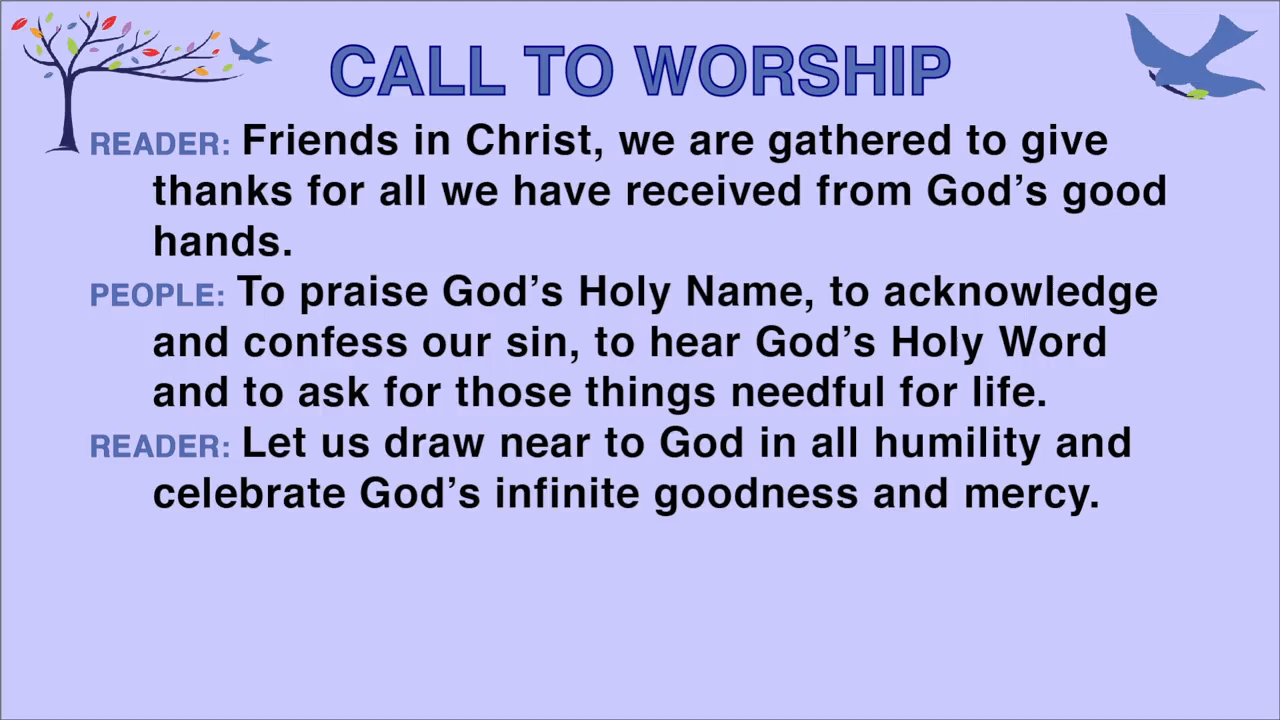 CALL TO WORSHIP
READER: Friends in Christ, we are gathered to give
thanks for all we have received from God’s good
hands.
PEOPLE: To praise God’s Holy Name, to acknowledge
and confess our sin, to hear God’s Holy Word
and to ask for those things needful for life.
READER: Let us draw near to God in all humility and
celebrate God’s infinite goodness and mercy.